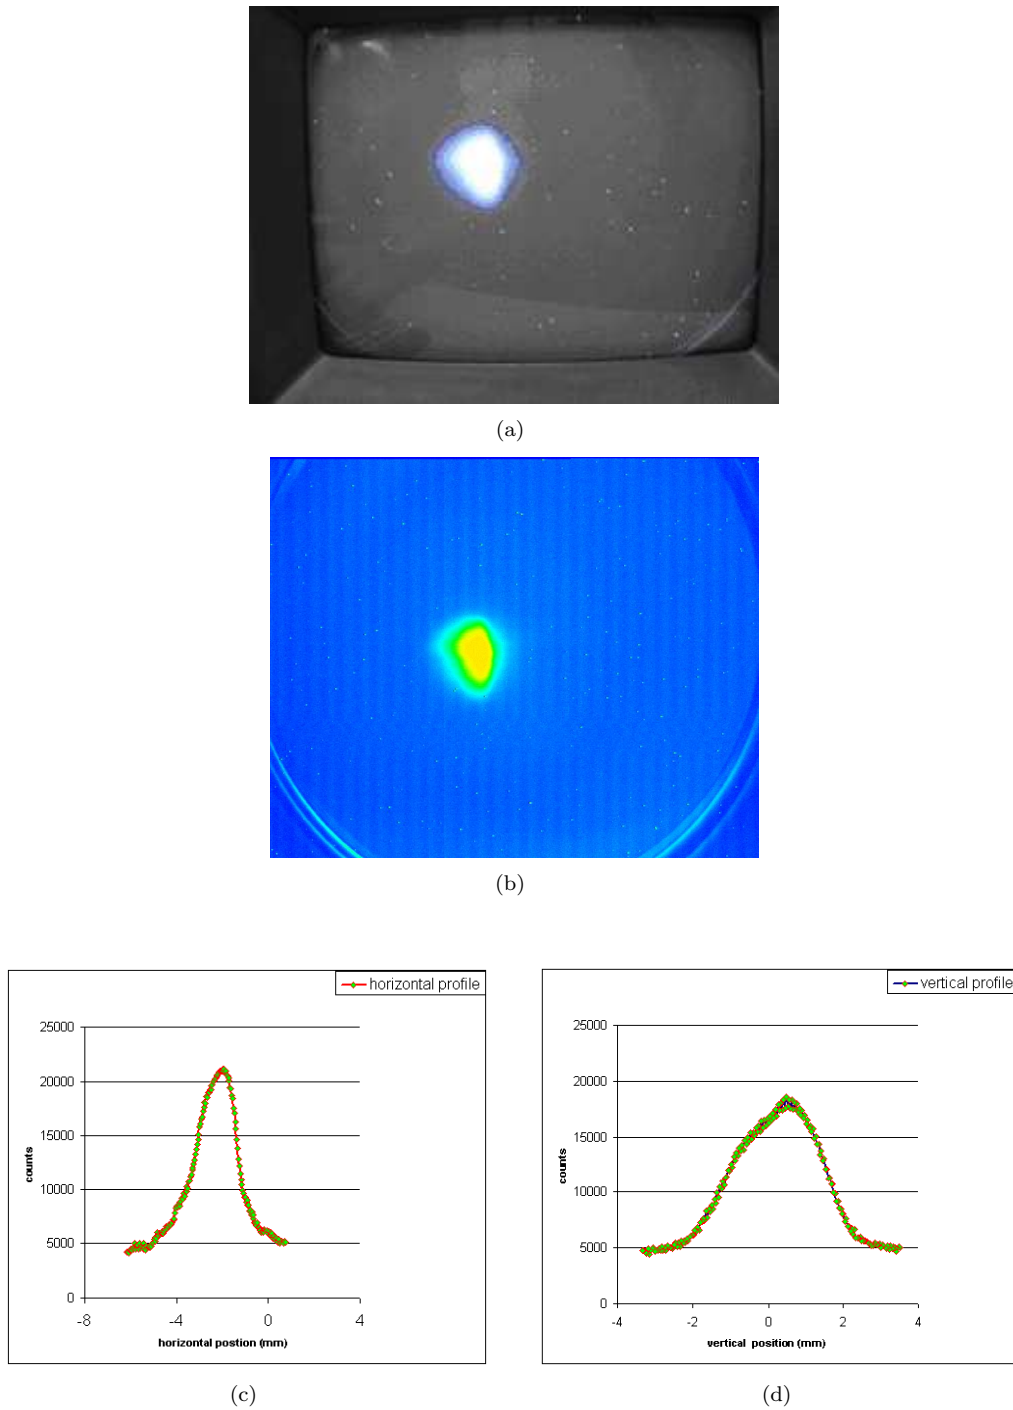 (a)
(b)
horizontal profile
25000
20000
15000
10000
5000
0
counts
-8
-4
0
4
horizontal postion (mm)
(c)
vertical profile
25000
20000
15000
10000
5000
0
counts
-4
-2
0
2
4
vertical position (mm)
(d)